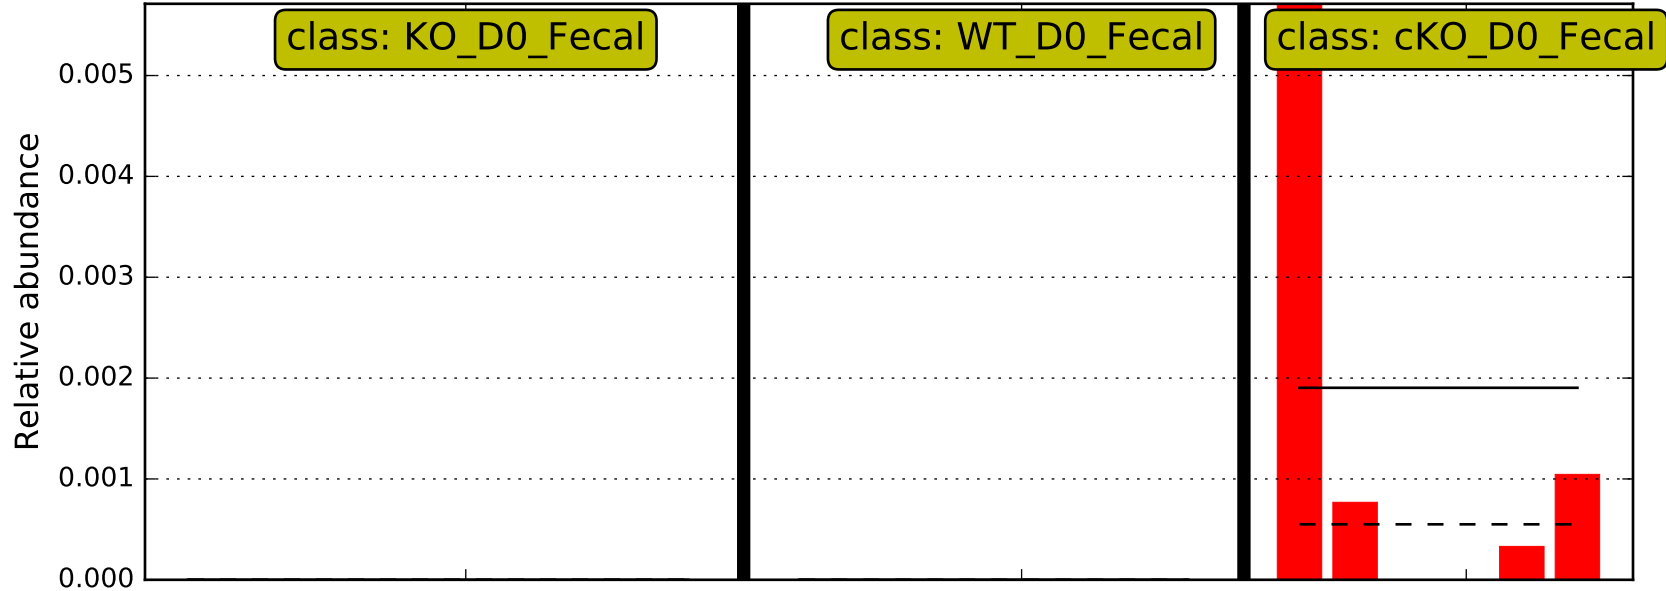 class: KO_D0_Fecal
class: WT_D0_Fecal
class: cKO_D0_Fecal
Relative abundance
0.005
0.004
0.003
0.002
0.001
0.000